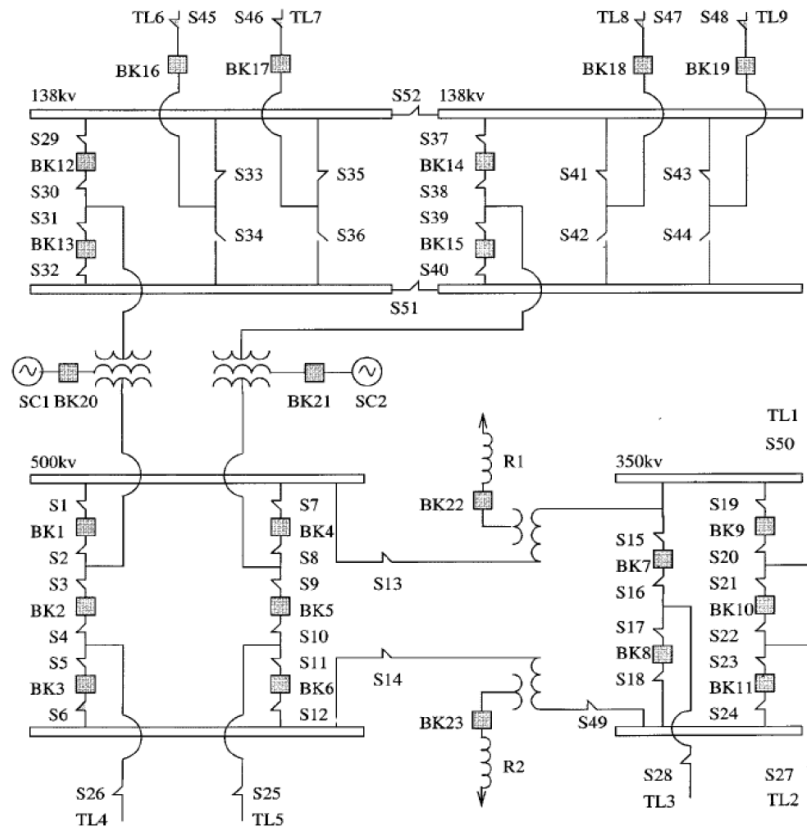 TL6 S45 S46 TL7 TL8 S47 S48 TL9
BK16 BK17 BK18 BK19
138kv S52 138kv
S29 S37
BK12 S33 S35 BK14 S41 S43
S30 S38
S31 S39
BK13 S34 S36 BK15 S42 S44
S32 S40
S51
SC1 BK20 BK21 SC2
TL1
R1 S50
500kv 350kv
BK22
S1 S7 S19
BK1 BK4 S15 BK9
S2 S8 BK7 S20
S3 S13 S9 S16 S21
BK2 BK5 BK10
S4 S10 S17 S22
S5 S11 BK8 S23
BK3 BK6 S14 S18 BK11
S6 S12 BK23 S49 S24
R2
S26 S25 S28 S27
TL4 TL5 TL3 TL2